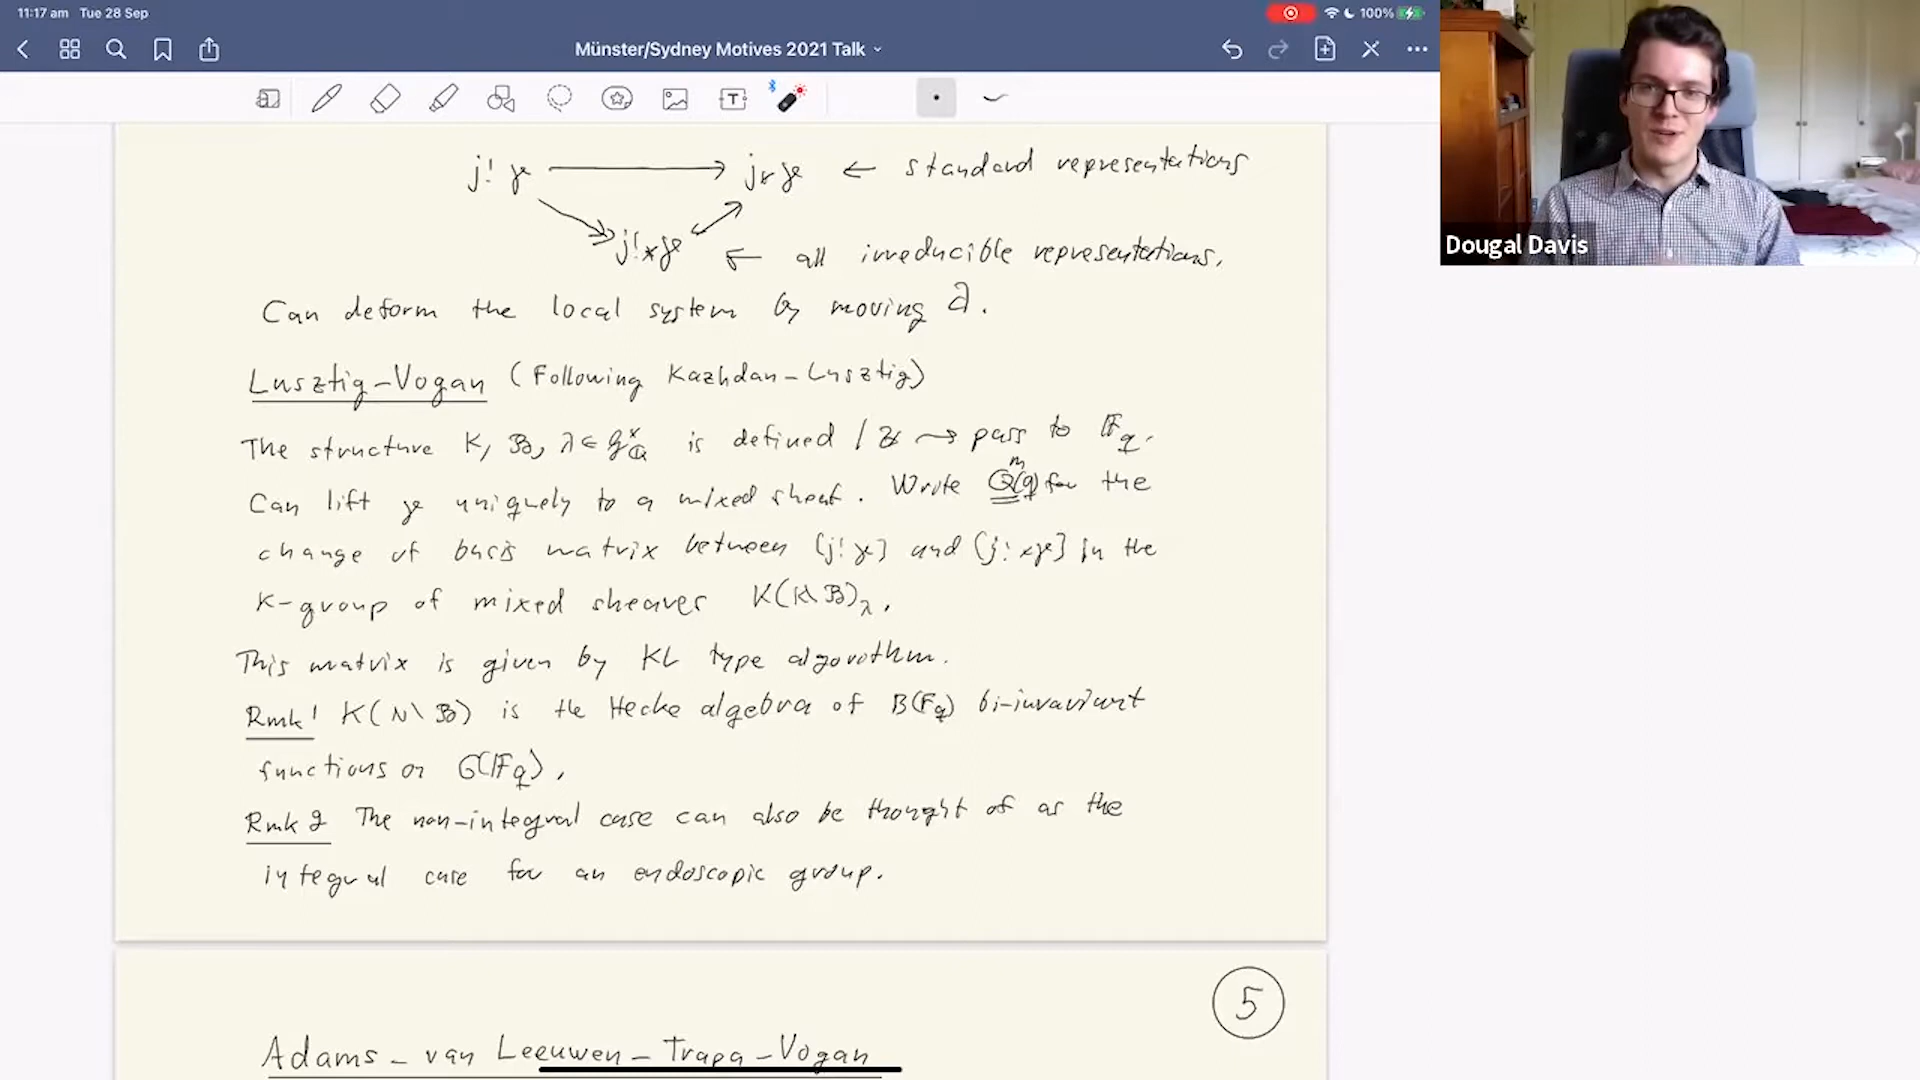 11:17 am Tue 28 Sep
100%
Münster/Sydney Motives 2021 Talk
Dougal Davis
j!γ → j*γ ← standard representations
j!*γ ← all irreducible representations.
Can deform the local system by moving λ.
Lusztig-Vogan (Following Kazhdan-Lusztig)
The structure K, ℬ, λ ∈ 𝔥*_ℚ is defined /ℤ ⇝ pass to 𝔽_q.
Can lift γ uniquely to a mixed sheaf. Write Q^m(q) for the
change of basis matrix between [j!γ] and [j!*γ] in the
K-group of mixed sheaves K(K\ℬ)_λ.
This matrix is given by KL type algorithm.
Rmk 1 K(N\ℬ) is the Hecke algebra of B(𝔽_q) bi-invariant
functions on G(𝔽_q).
Rmk 2 The non-integral case can also be thought of as the
integral case for an endoscopic group.
5
Adams - van Leeuwen - Trapa - Vogan